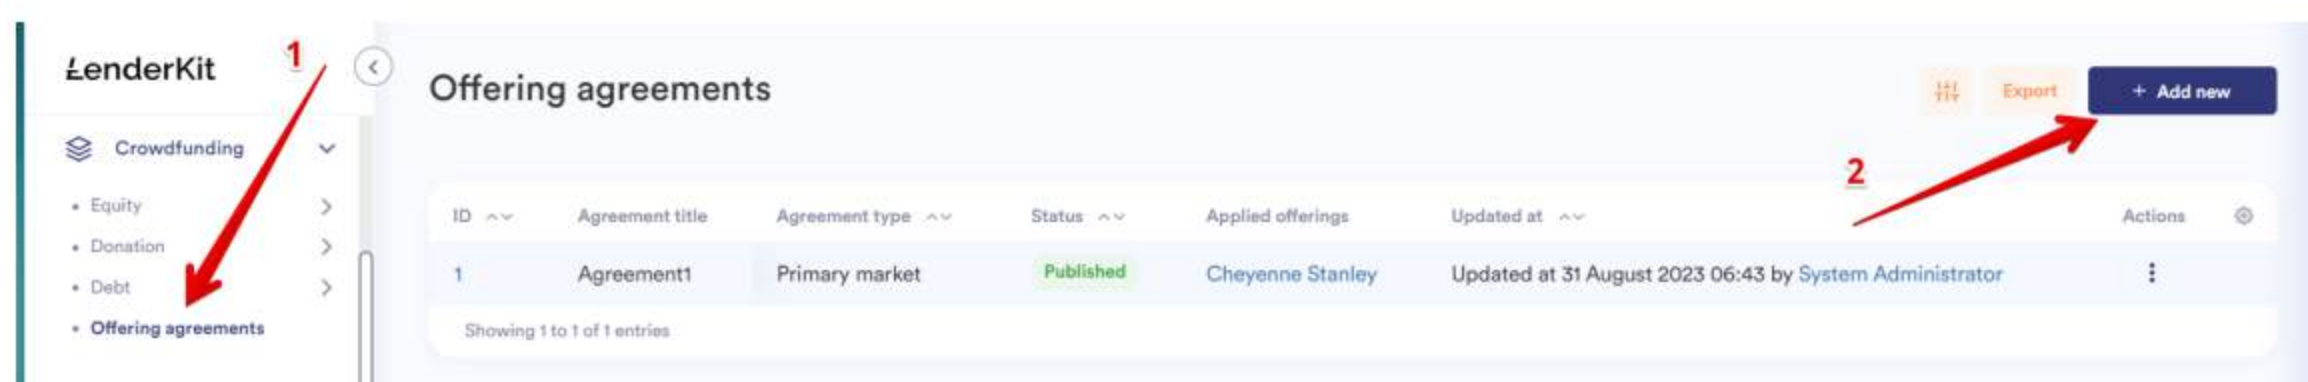 LenderKit
1
Offering agreements
Export
+ Add new
Crowdfunding
2
Equity
Donation
Debt
Offering agreements
ID Agreement title Agreement type Status Applied offerings Updated at Actions
1 Agreement1 Primary market Published Cheyenne Stanley Updated at 31 August 2023 06:43 by System Administrator
Showing 1 to 1 of 1 entries